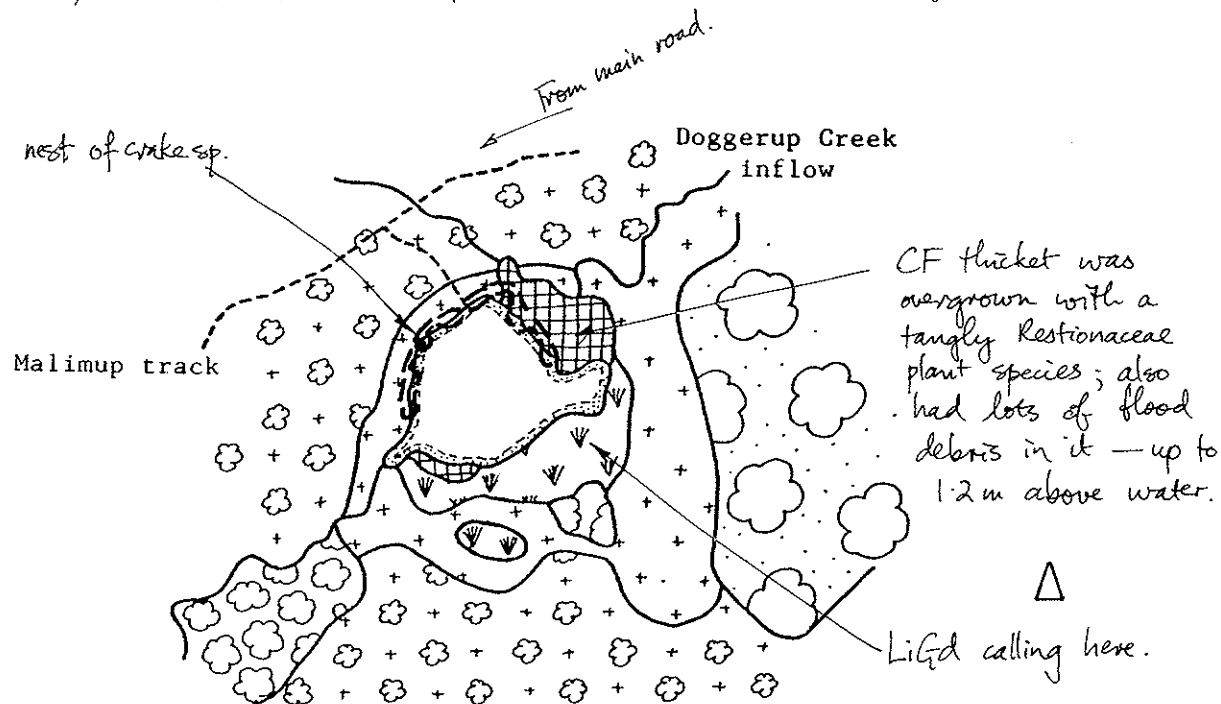 From main road.
nest of crake sp.
Doggerup Creek
inflow
CF thicket was
overgrown with a
tangly Restionaceae
plant species; also
had lots of flood
debris in it — up to
1.2 m above water.
Malimup track
LiGd calling here.